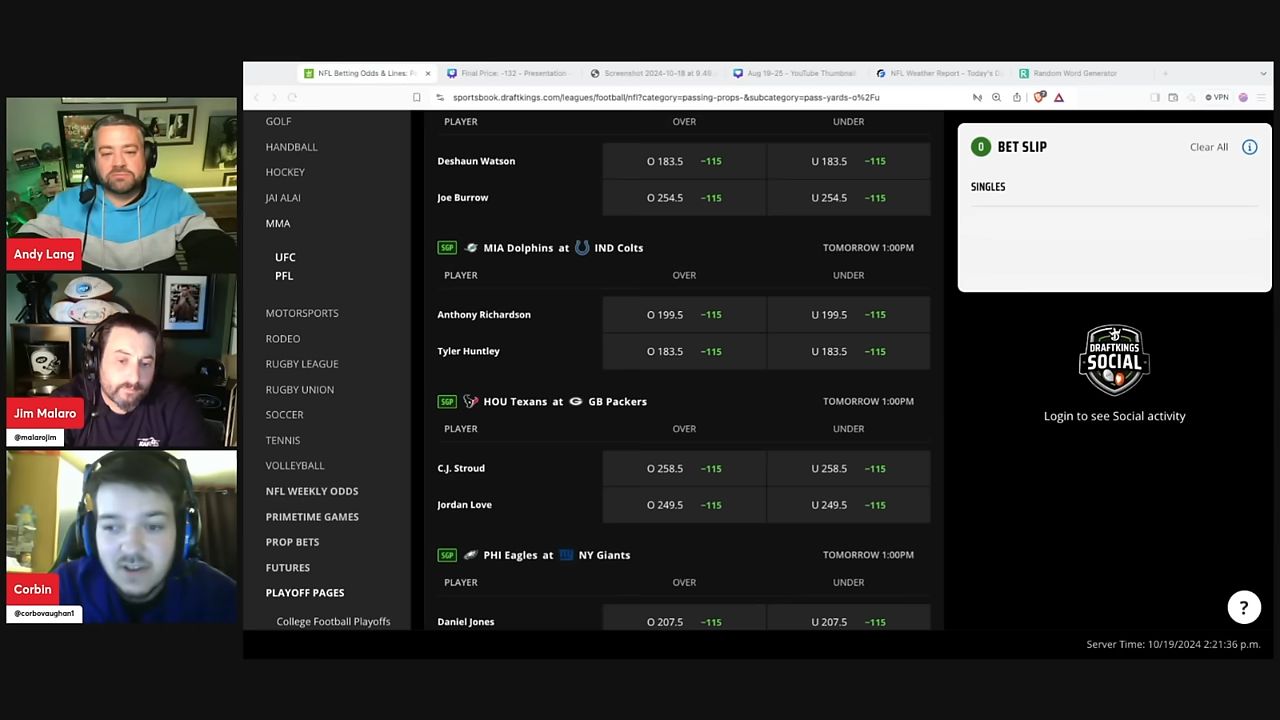 NFL Betting Odds & Lines: P
Final Price: -132 - Presentation
Screenshot 2024-10-18 at 9.49
Aug 19-25 - YouTube Thumbnail
NFL Weather Report - Today's D
Random Word Generator
sportsbook.draftkings.com/leagues/football/nfl?category=passing-props-&subcategory=pass-yards-o%2Fu
VPN
GOLF
HANDBALL
HOCKEY
JAI ALAI
MMA
UFC
PFL
MOTORSPORTS
RODEO
RUGBY LEAGUE
RUGBY UNION
SOCCER
TENNIS
VOLLEYBALL
NFL WEEKLY ODDS
PRIMETIME GAMES
PROP BETS
FUTURES
PLAYOFF PAGES
College Football Playoffs
PLAYER OVER UNDER
Deshaun Watson O 183.5 −115 U 183.5 −115
Joe Burrow O 254.5 −115 U 254.5 −115
SGP MIA Dolphins at IND Colts TOMORROW 1:00PM
PLAYER OVER UNDER
Anthony Richardson O 199.5 −115 U 199.5 −115
Tyler Huntley O 183.5 −115 U 183.5 −115
SGP HOU Texans at GB Packers TOMORROW 1:00PM
PLAYER OVER UNDER
C.J. Stroud O 258.5 −115 U 258.5 −115
Jordan Love O 249.5 −115 U 249.5 −115
SGP PHI Eagles at NY Giants TOMORROW 1:00PM
PLAYER OVER UNDER
Daniel Jones O 207.5 −115 U 207.5 −115
0 BET SLIP Clear All
SINGLES
DRAFTKINGS
SOCIAL
Login to see Social activity
?
Server Time: 10/19/2024 2:21:36 p.m.
Andy Lang
Jim Malaro
@malarojim
Corbin
@corbovaughan1